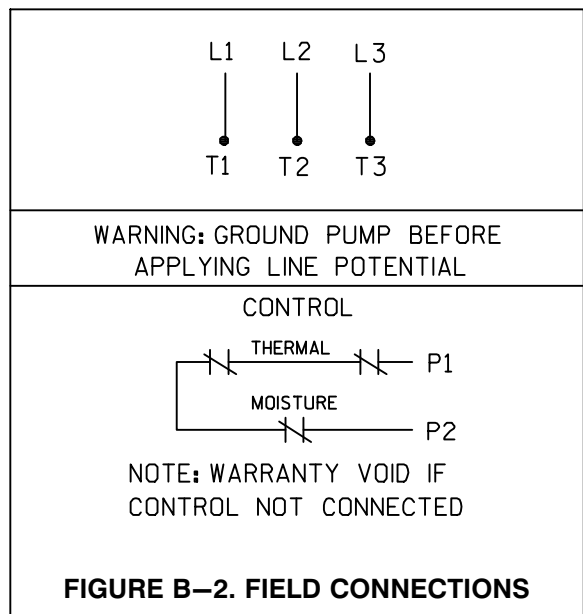 L1 L2 L3
T1 T2 T3
WARNING: GROUND PUMP BEFORE
APPLYING LINE POTENTIAL
CONTROL
THERMAL
P1
MOISTURE
P2
NOTE: WARRANTY VOID IF
CONTROL NOT CONNECTED
FIGURE B–2. FIELD CONNECTIONS